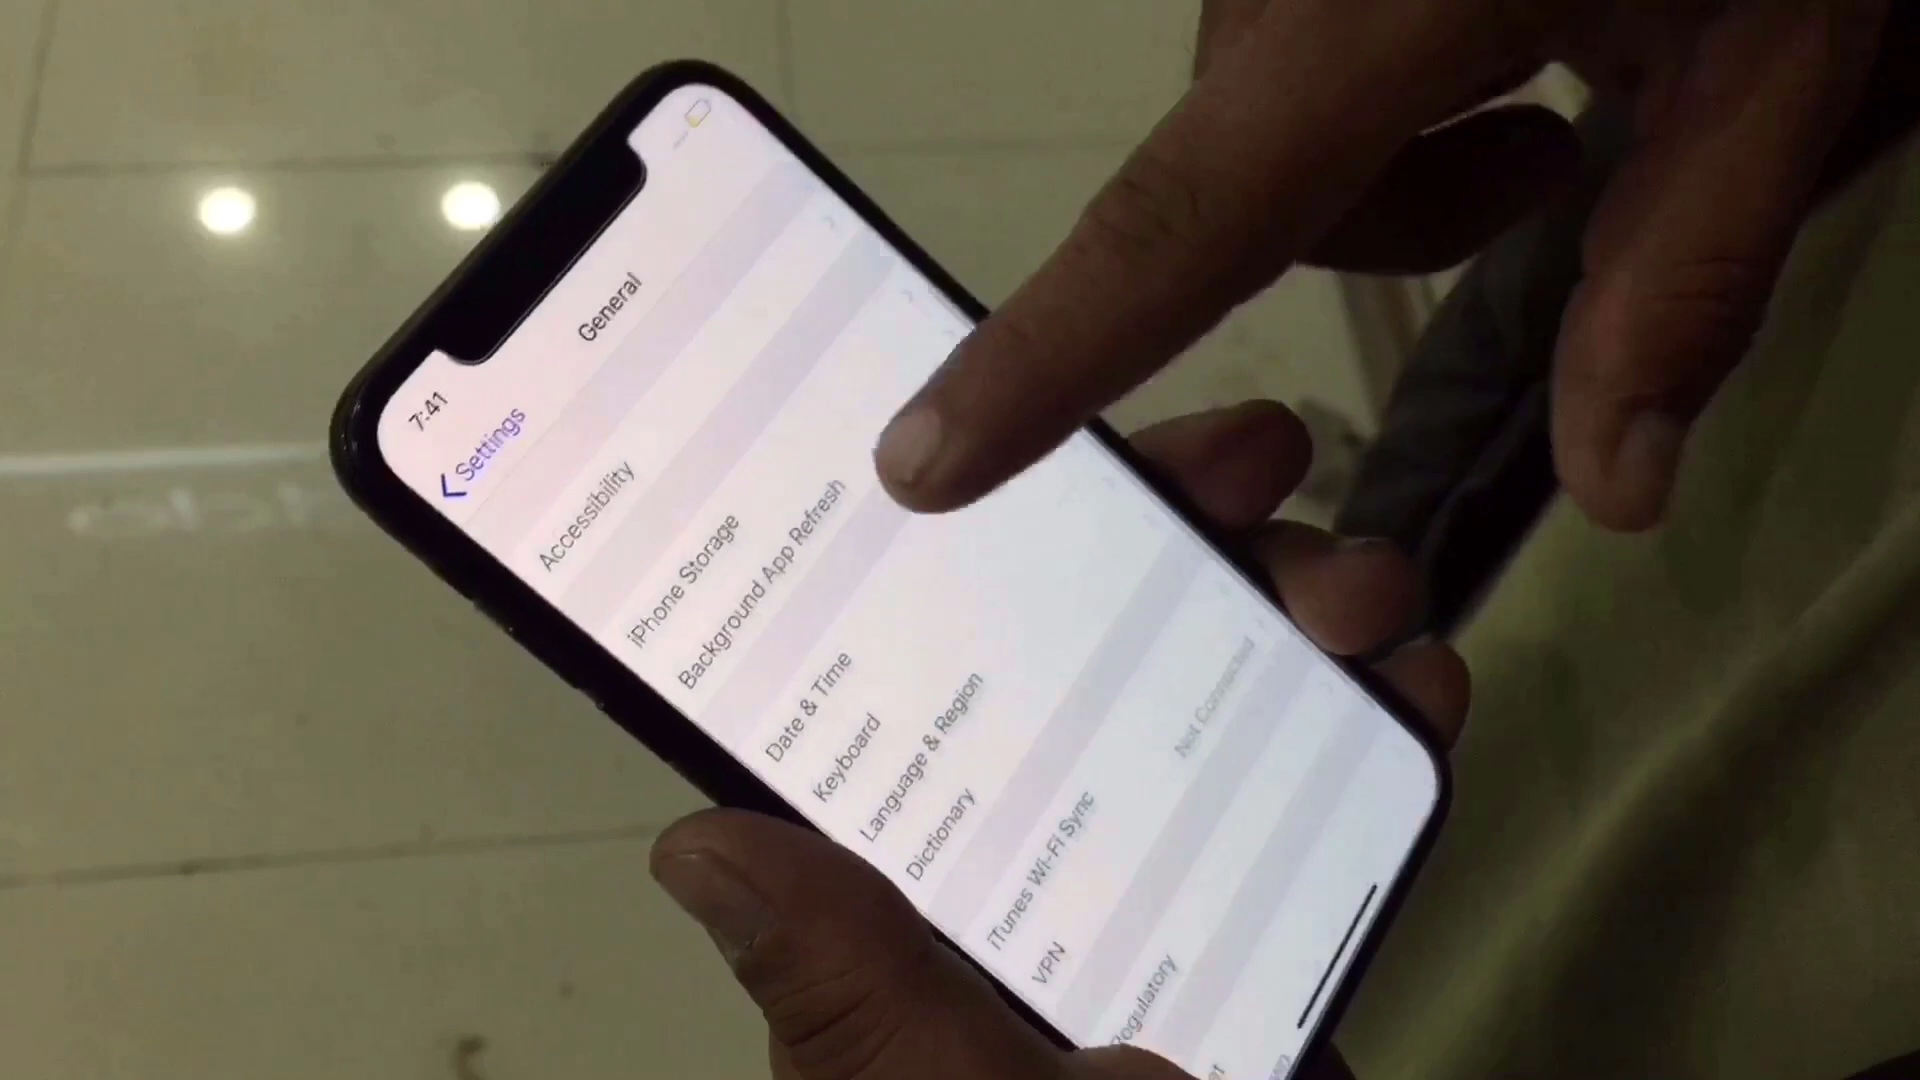 7:41
Settings
General
Accessibility
iPhone Storage
Background App Refresh
Date & Time
Keyboard
Language & Region
Dictionary
iTunes Wi-Fi Sync
VPN
Not Connected
Regulatory